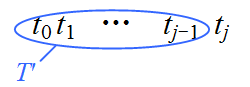 t₀ t₁ ⋯ tⱼ₋₁ tⱼ
T'